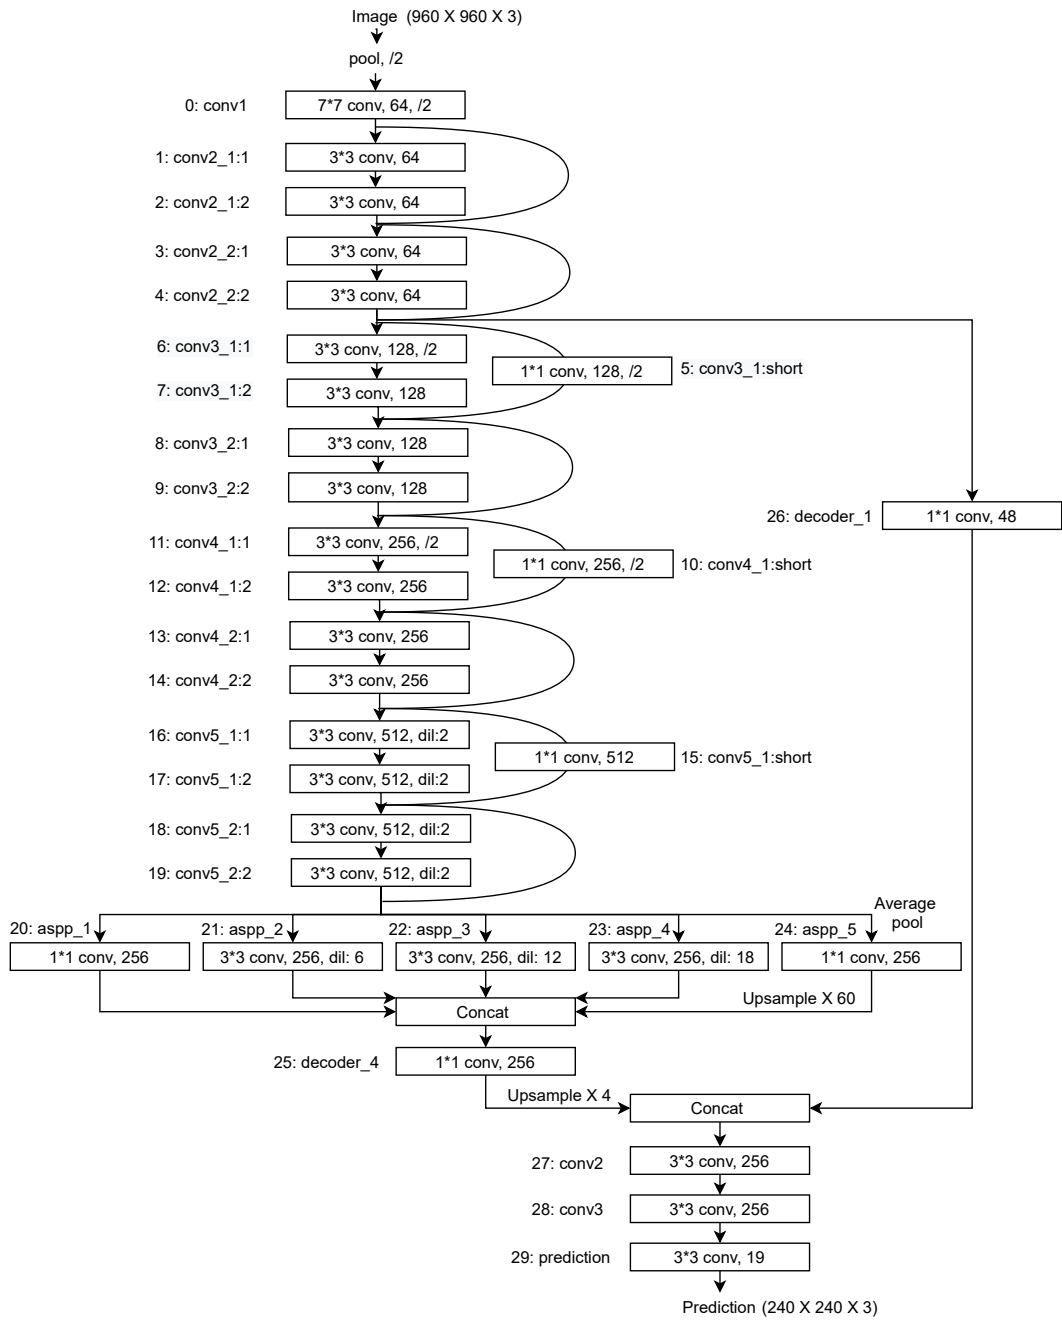 Image (960 X 960 X 3)
pool, /2
0: conv1 7*7 conv, 64, /2
1: conv2_1:1 3*3 conv, 64
2: conv2_1:2 3*3 conv, 64
3: conv2_2:1 3*3 conv, 64
4: conv2_2:2 3*3 conv, 64
6: conv3_1:1 3*3 conv, 128, /2
1*1 conv, 128, /2 5: conv3_1:short
7: conv3_1:2 3*3 conv, 128
8: conv3_2:1 3*3 conv, 128
9: conv3_2:2 3*3 conv, 128
26: decoder_1 1*1 conv, 48
11: conv4_1:1 3*3 conv, 256, /2
1*1 conv, 256, /2 10: conv4_1:short
12: conv4_1:2 3*3 conv, 256
13: conv4_2:1 3*3 conv, 256
14: conv4_2:2 3*3 conv, 256
16: conv5_1:1 3*3 conv, 512, dil:2
1*1 conv, 512 15: conv5_1:short
17: conv5_1:2 3*3 conv, 512, dil:2
18: conv5_2:1 3*3 conv, 512, dil:2
19: conv5_2:2 3*3 conv, 512, dil:2
Average
pool
20: aspp_1 21: aspp_2 22: aspp_3 23: aspp_4 24: aspp_5
1*1 conv, 256 3*3 conv, 256, dil: 6 3*3 conv, 256, dil: 12 3*3 conv, 256, dil: 18 1*1 conv, 256
Upsample X 60
Concat
25: decoder_4 1*1 conv, 256
Upsample X 4
Concat
27: conv2 3*3 conv, 256
28: conv3 3*3 conv, 256
29: prediction 3*3 conv, 19
Prediction (240 X 240 X 3)